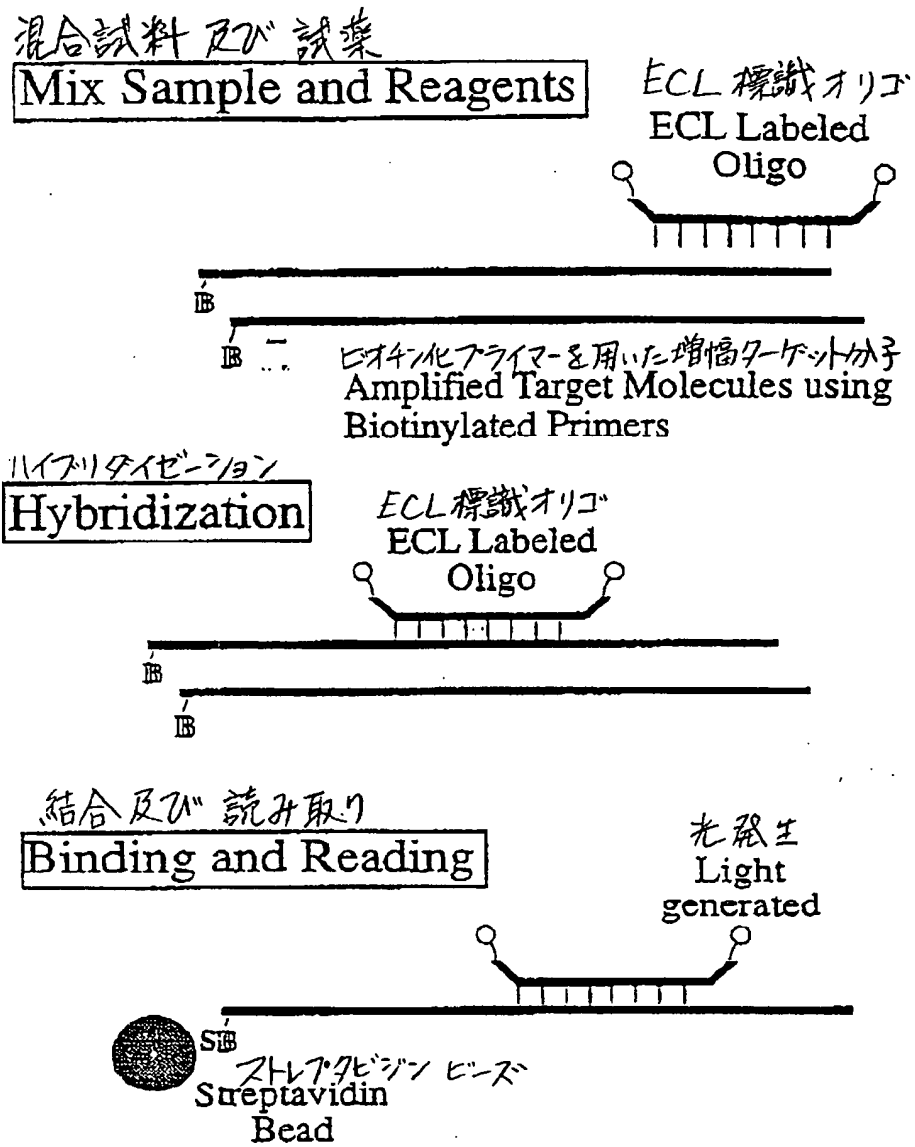 混合試料 及び 試薬
Mix Sample and Reagents
ECL 標識オリゴ
ECL Labeled
Oligo
B
B
ビオチン化プライマーを用いた増幅ターゲット分子
Amplified Target Molecules using
Biotinylated Primers
ハイブリダイゼーション
Hybridization
ECL標識オリゴ
ECL Labeled
Oligo
B
B
結合及び 読み取り
Binding and Reading
光発生
Light
generated
SB
ストレプタビジン ビーズ
Streptavidin
Bead